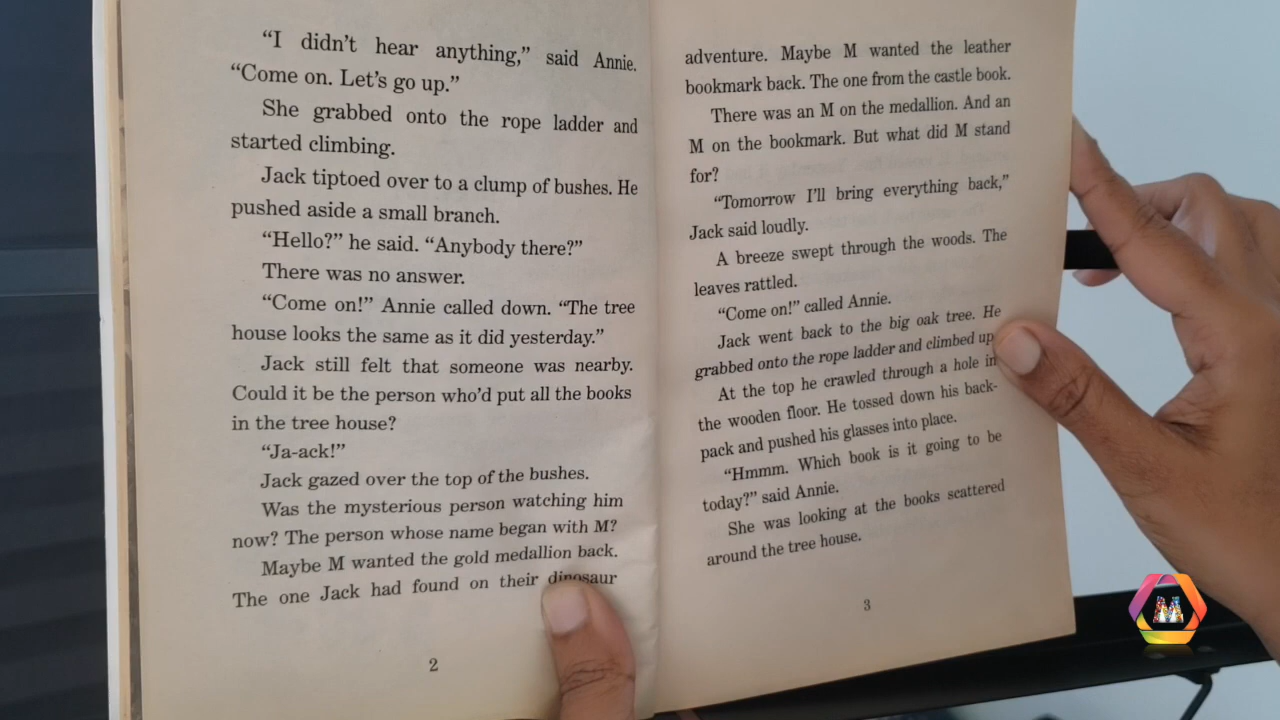 “I didn’t hear anything,” said Annie.
“Come on. Let’s go up.”
She grabbed onto the rope ladder and
started climbing.
Jack tiptoed over to a clump of bushes. He
pushed aside a small branch.
“Hello?” he said. “Anybody there?”
There was no answer.
“Come on!” Annie called down. “The tree
house looks the same as it did yesterday.”
Jack still felt that someone was nearby.
Could it be the person who’d put all the books
in the tree house?
“Ja-ack!”
Jack gazed over the top of the bushes.
Was the mysterious person watching him
now? The person whose name began with M?
Maybe M wanted the gold medallion back.
The one Jack had found on their dinosaur
2
adventure. Maybe M wanted the leather
bookmark back. The one from the castle book.
There was an M on the medallion. And an
M on the bookmark. But what did M stand
for?
“Tomorrow I’ll bring everything back,”
Jack said loudly.
A breeze swept through the woods. The
leaves rattled.
“Come on!” called Annie.
Jack went back to the big oak tree. He
grabbed onto the rope ladder and climbed up.
At the top he crawled through a hole in
the wooden floor. He tossed down his back-
pack and pushed his glasses into place.
“Hmmm. Which book is it going to be
today?” said Annie.
She was looking at the books scattered
around the tree house.
3
M